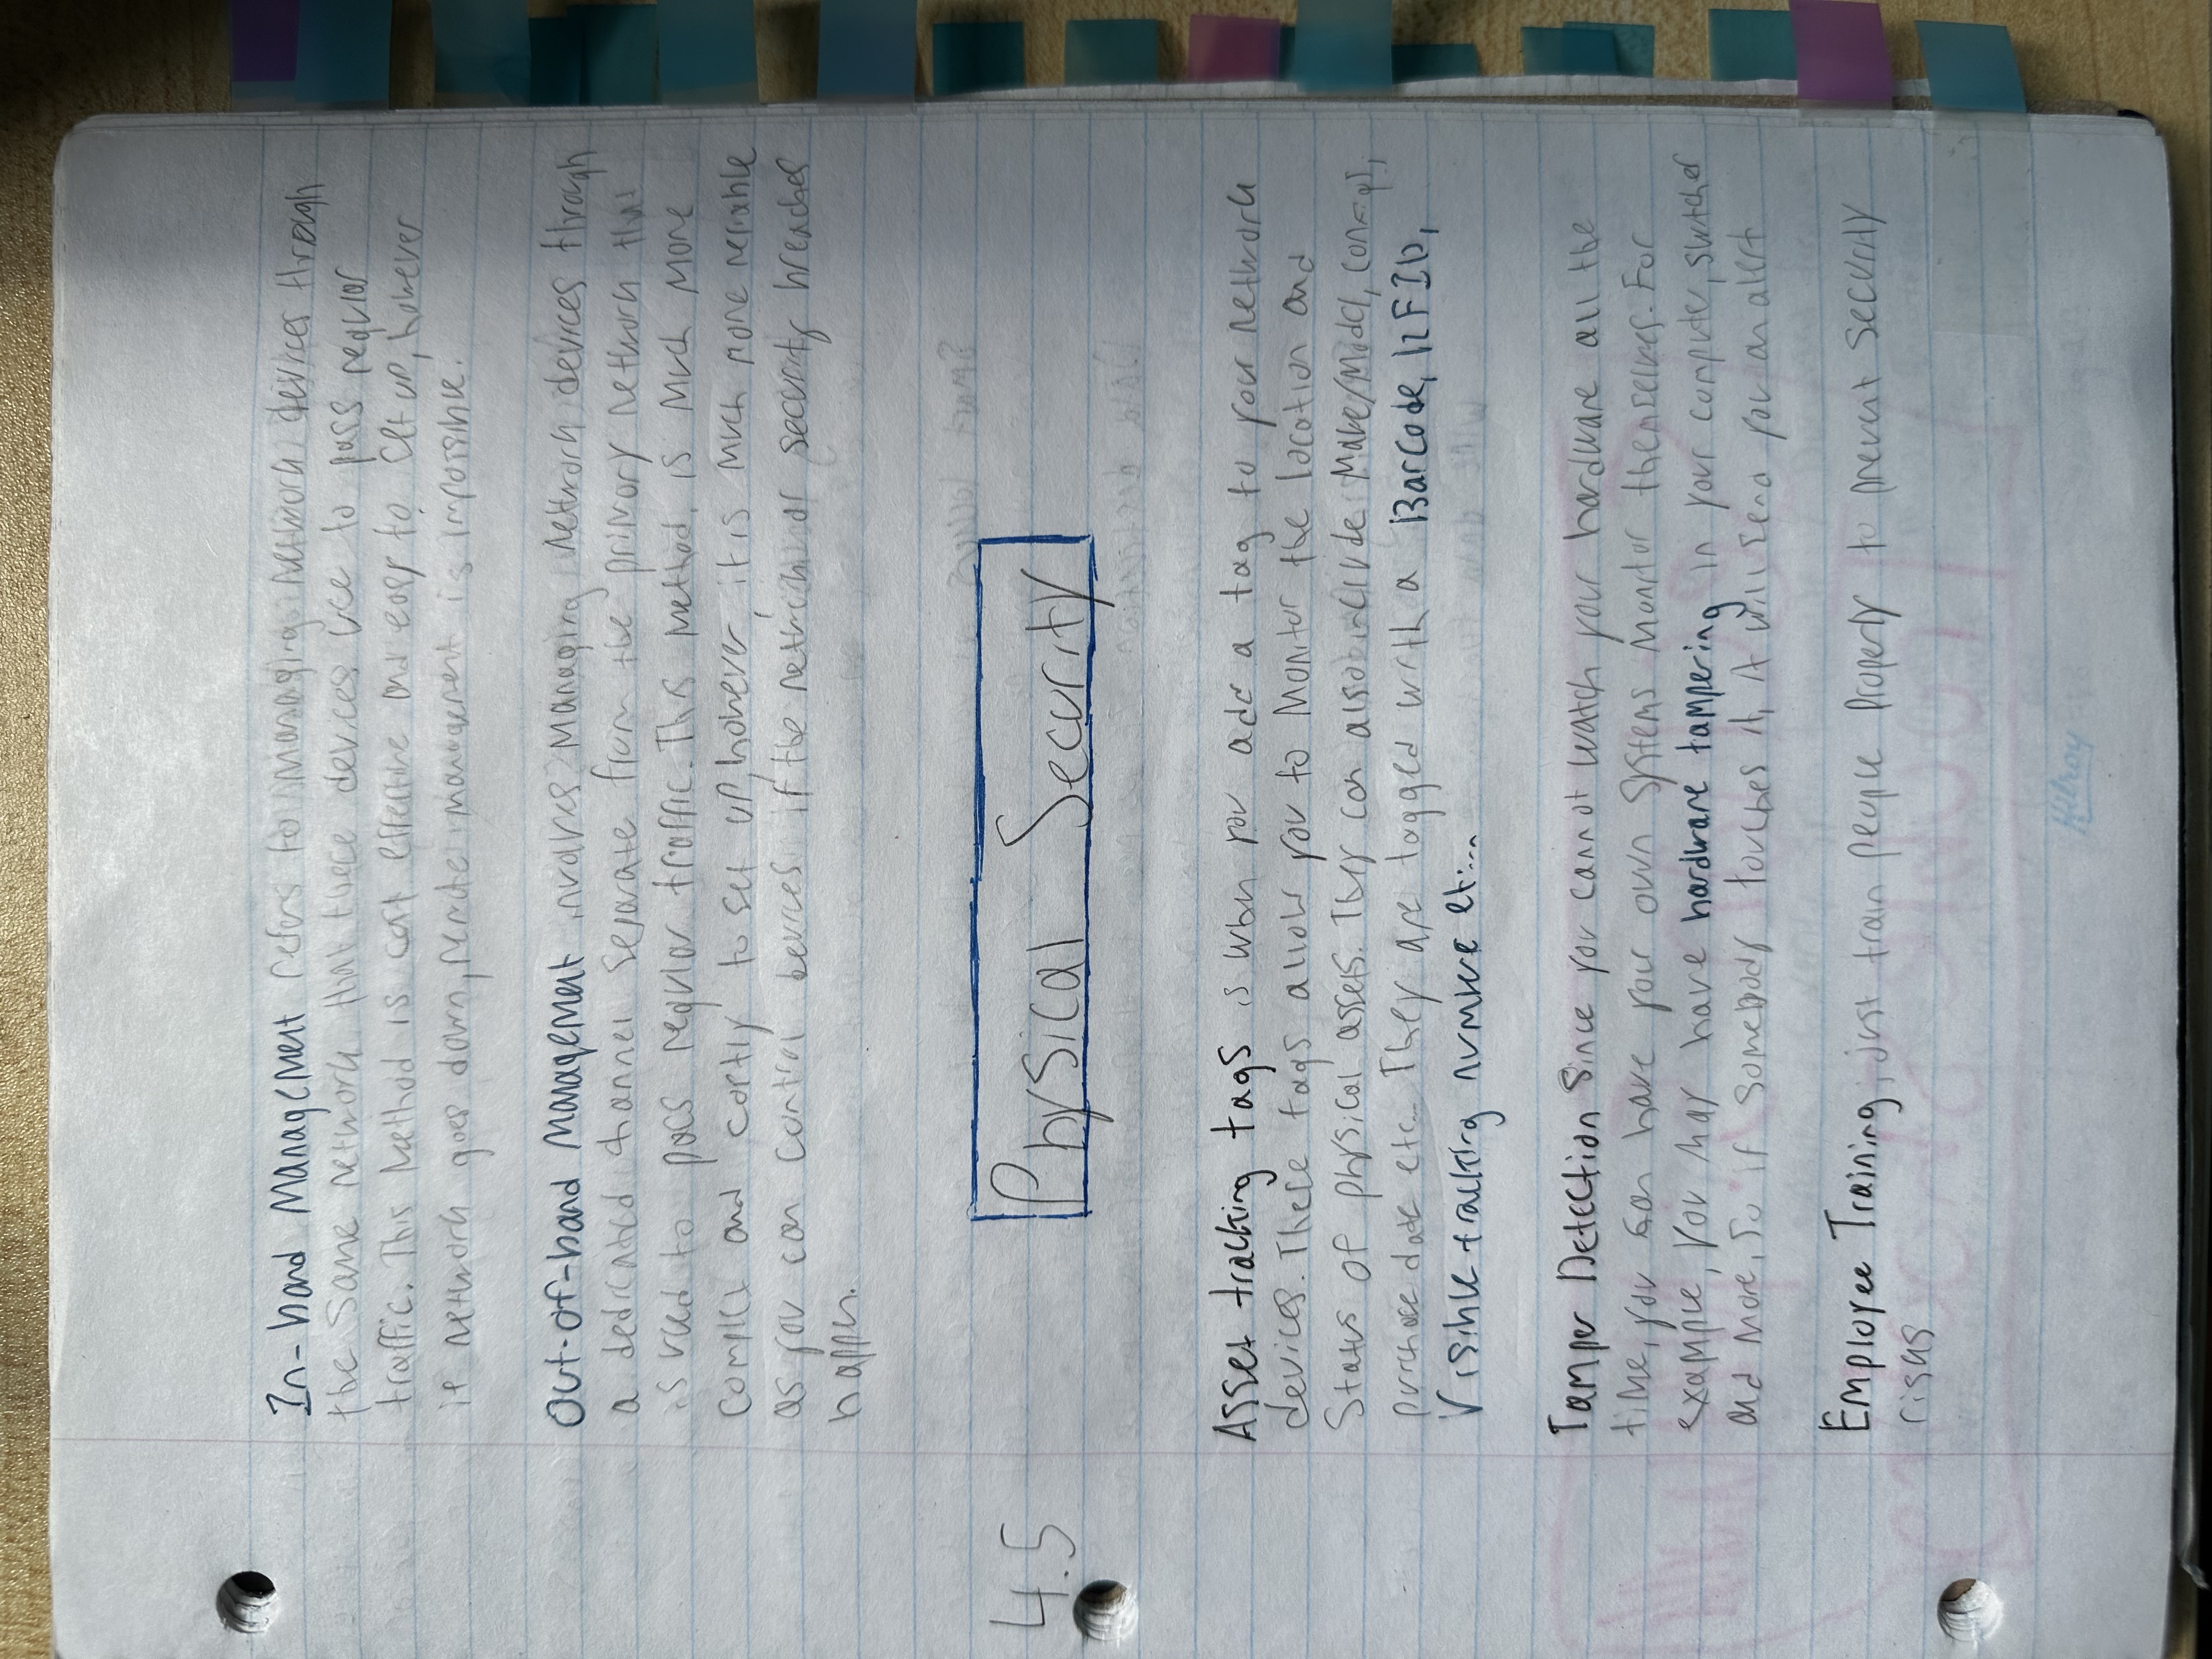 In-band Management refers to managing network devices through
the same network that these devices use to pass regular
traffic. This method is cost effective and easy to set up, however
if network goes down, remote management is impossible.
Out-of-band Management involves managing network devices through
a dedicated channel separate from the primary network that
is used to pass regular traffic. This method, is much more
complex and costly to set up, however, it is much more reliable
as you can control devices if the network or security breaches
happen.
4.5
Physical Security
Asset tracking tags is when you add a tag to your network
devices. These tags allow you to monitor the location and
Status of physical assets. They can also include Make/Model, configs,
purchase date etc... They are tagged with a Barcode, RFID,
Visible tracking number etc...
Tamper Detection Since you cannot watch your hardware all the
time, you can have your own systems monitor themselves. For
example, you may have hardware tampering in your computer, switches
and more, so if somebody touches it, it will send you an alert
Employee Training, just train people properly to prevent security
risks
Hilroy